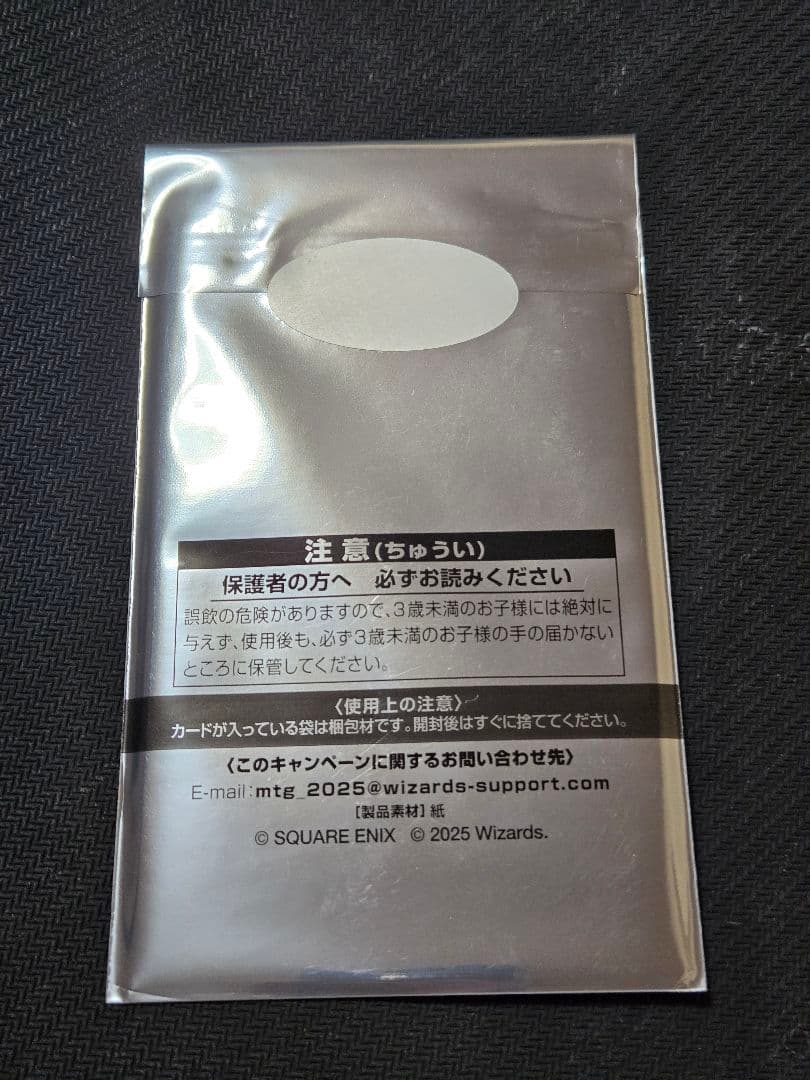 注意(ちゅうい)
保護者の方へ 必ずお読みください
誤飲の危険がありますので、3歳未満のお子様には絶対に
与えず、使用後も、必ず3歳未満のお子様の手の届かない
ところに保管してください。
〈使用上の注意〉
カードが入っている袋は梱包材です。開封後はすぐに捨ててください。
〈このキャンペーンに関するお問い合わせ先〉
E-mail:mtg_2025@wizards-support.com
[製品素材]紙
© SQUARE ENIX © 2025 Wizards.